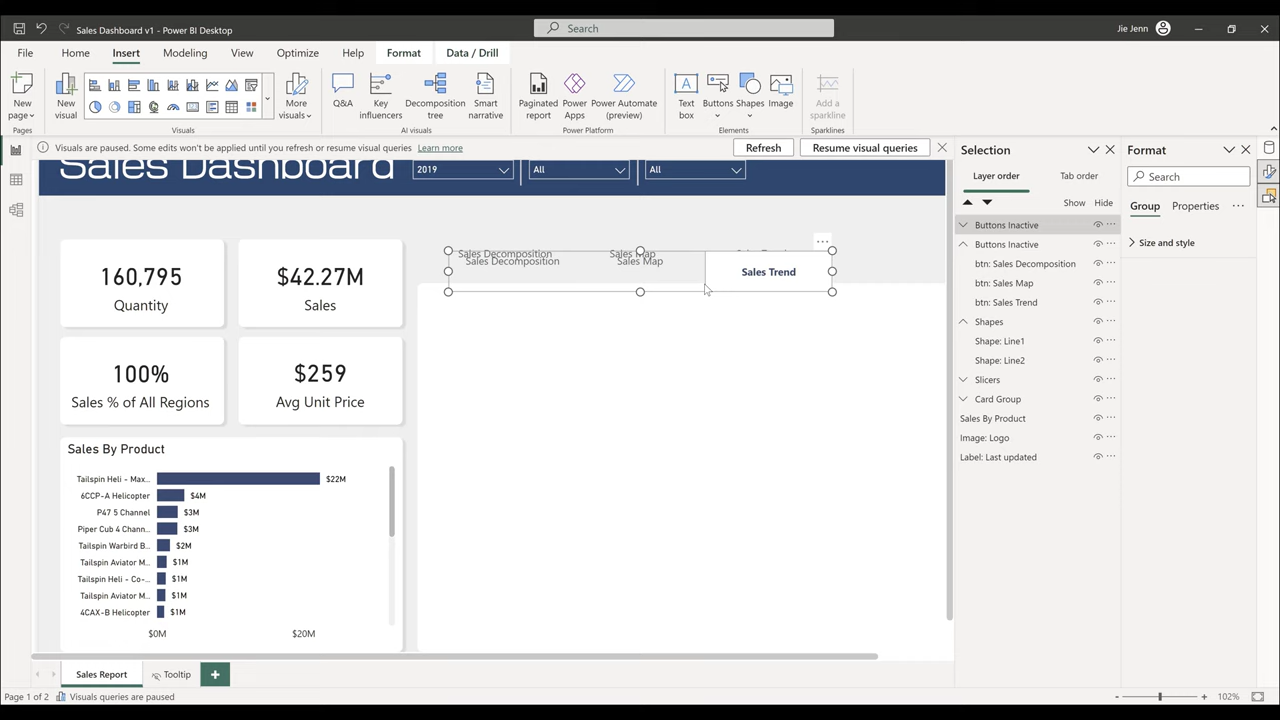 Sales Dashboard v1 - Power BI Desktop
Search
Jie Jenn
File Home Insert Modeling View Optimize Help Format Data / Drill
New page
New visual
More visuals
Q&A
Key influencers
Decomposition tree
Smart narrative
Paginated report
Power Apps
Power Automate (preview)
Text box
Buttons
Shapes
Image
Add a sparkline
Pages Visuals AI visuals Power Platform Elements Sparklines
Visuals are paused. Some edits won't be applied until you refresh or resume visual queries Learn more Refresh Resume visual queries
Sales Dashboard
2019 All All
160,795
Quantity
$42.27M
Sales
100%
Sales % of All Regions
$259
Avg Unit Price
Sales Decomposition Sales Map Sales Trend
Sales Decomposition Sales Map Sales Trend
Sales By Product
Tailspin Heli - Max... $22M
6CCP-A Helicopter $4M
P47 5 Channel $3M
Piper Cub 4 Chann... $3M
Tailspin Warbird B... $2M
Tailspin Aviator M... $1M
Tailspin Heli - Co-... $1M
Tailspin Aviator M... $1M
4CAX-B Helicopter $1M
$0M $20M
Selection
Layer order Tab order
Show Hide
Buttons Inactive
Buttons Inactive
btn: Sales Decomposition
btn: Sales Map
btn: Sales Trend
Shapes
Shape: Line1
Shape: Line2
Slicers
Card Group
Sales By Product
Image: Logo
Label: Last updated
Format
Search
Group Properties
Size and style
Sales Report Tooltip
Page 1 of 2 Visuals queries are paused
102%